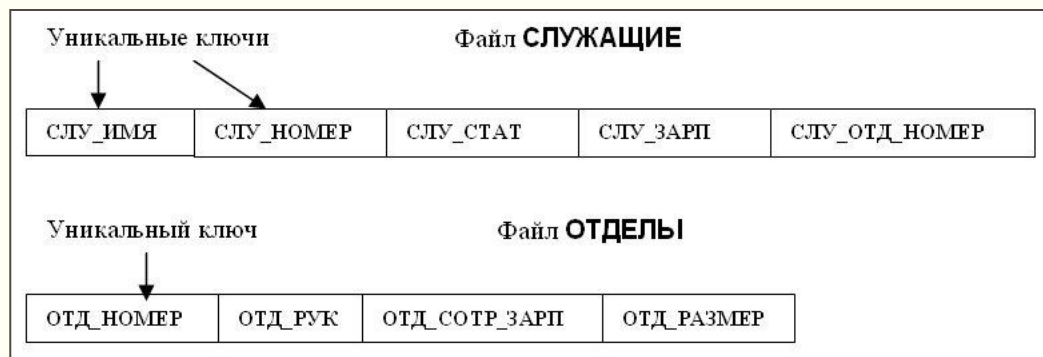 Уникальные ключи Файл СЛУЖАЩИЕ
СЛУ_ИМЯ СЛУ_НОМЕР СЛУ_СТАТ СЛУ_ЗАРП СЛУ_ОТД_НОМЕР
Уникальный ключ Файл ОТДЕЛЫ
ОТД_НОМЕР ОТД_РУК ОТД_СОТР_ЗАРП ОТД_РАЗМЕР